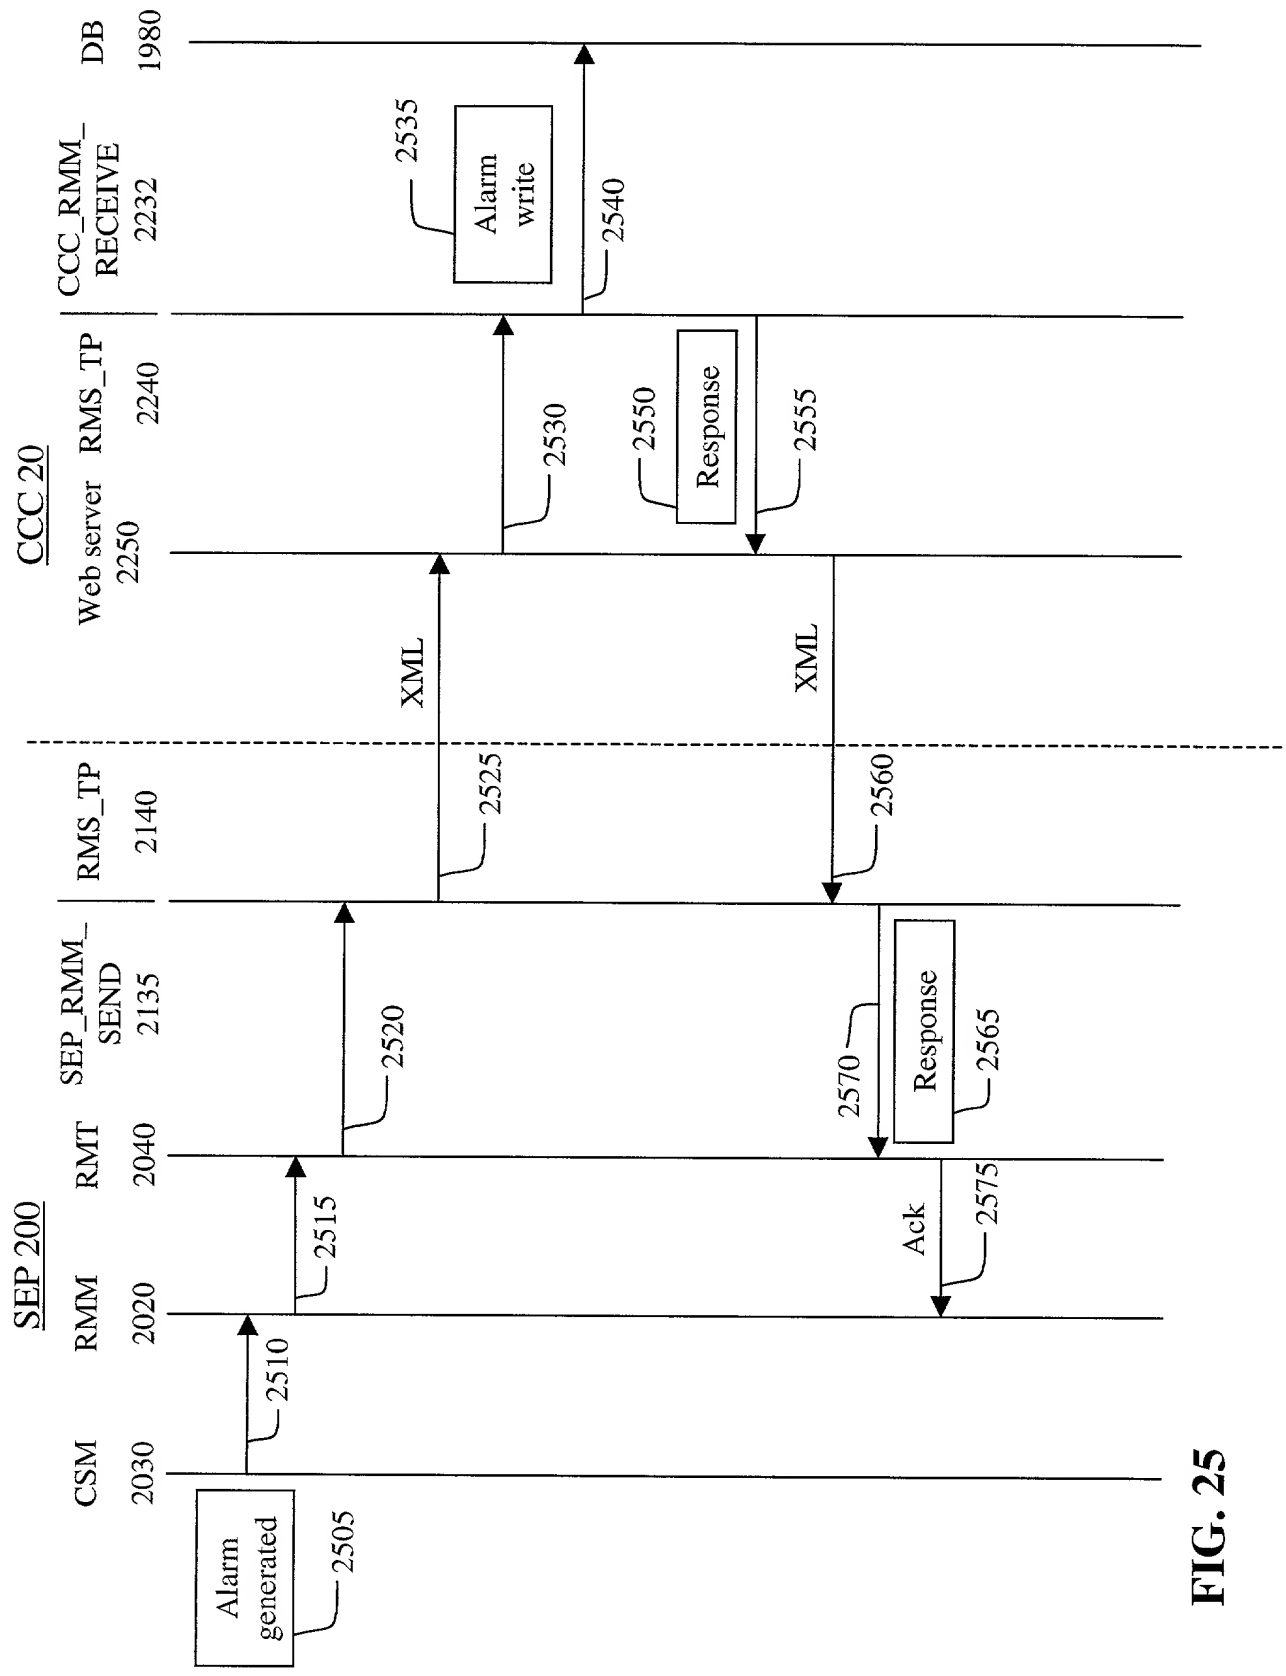 SEP 200
CCC 20
CSM
2030
RMM
2020
RMT
2040
SEP_RMM_
SEND
2135
RMS_TP
2140
Web server
2250
RMS_TP
2240
CCC_RMM_
RECEIVE
2232
DB
1980
Alarm
generated
2505
2510
2515
2520
XML
2525
2530
2535
Alarm
write
2540
2550
Response
2555
XML
2560
2570
Response
2565
Ack
2575
FIG. 25